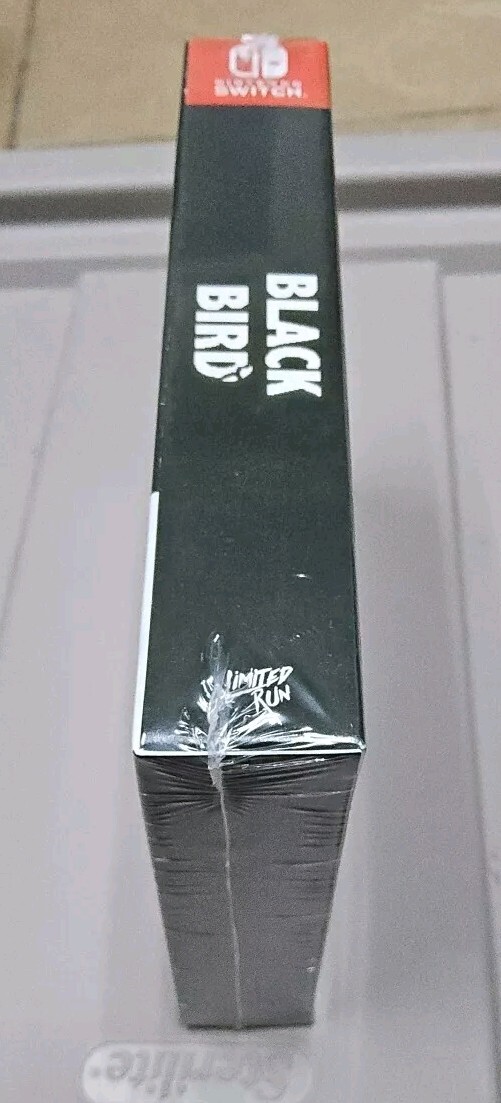 NINTENDO
SWITCH.
BLACK
BIRD
LIMITED
RUN
Sterilite